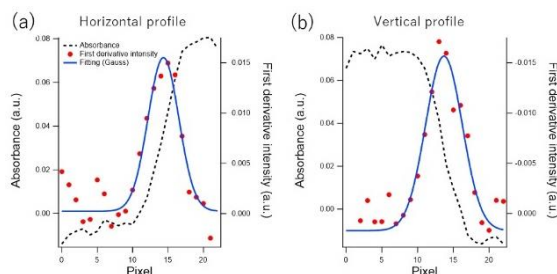 (a) Horizontal profile
Absorbance
First derivative intensity
Fitting (Gauss)
Absorbance (a.u.)
0.08
0.06
0.04
0.02
0.00
0.015
0.010
0.005
0.000
First derivative intensity (a.u.)
0 5 10 15 20
Pixel
(b) Vertical profile
Absorbance (a.u.)
0.08
0.06
0.04
0.02
0.00
-0.015
-0.010
-0.005
0.000
First derivative intensity (a.u.)
0 5 10 15 20
Pixel